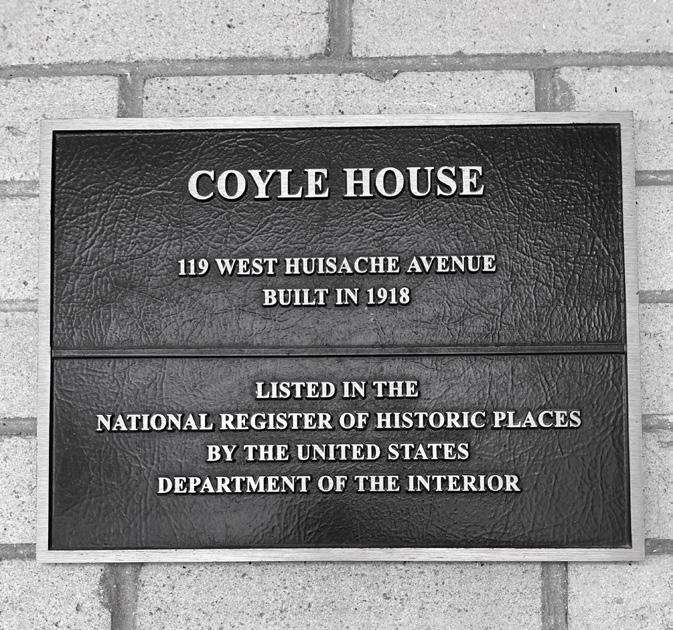 COYLE HOUSE
119 WEST HUISACHE AVENUE
BUILT IN 1918
LISTED IN THE
NATIONAL REGISTER OF HISTORIC PLACES
BY THE UNITED STATES
DEPARTMENT OF THE INTERIOR